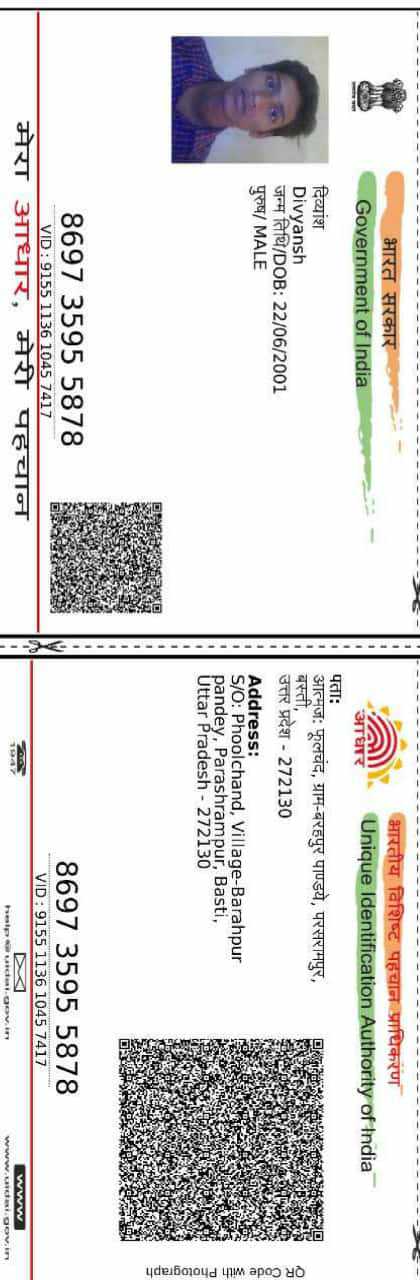 भारत सरकार
Government of India
दिव्यांश
Divyansh
जन्म तिथि/DOB: 22/06/2001
पुरुष/ MALE
8697 3595 5878
VID : 9155 1136 1045 7417
मेरा आधार, मेरी पहचान
आधार
भारतीय विशिष्ट पहचान प्राधिकरण
Unique Identification Authority of India
पता:
आत्मज: फूलचंद, ग्राम-बरहपुर पाण्डये, परसरामपुर,
बस्ती,
उत्तर प्रदेश - 272130
Address:
S/O: Phoolchand, Village-Barahpur
pandey, Parashrampur, Basti,
Uttar Pradesh - 272130
QR Code with Photograph
8697 3595 5878
VID : 9155 1136 1045 7417
1947
help@uidai.gov.in
www
www.uidai.gov.in